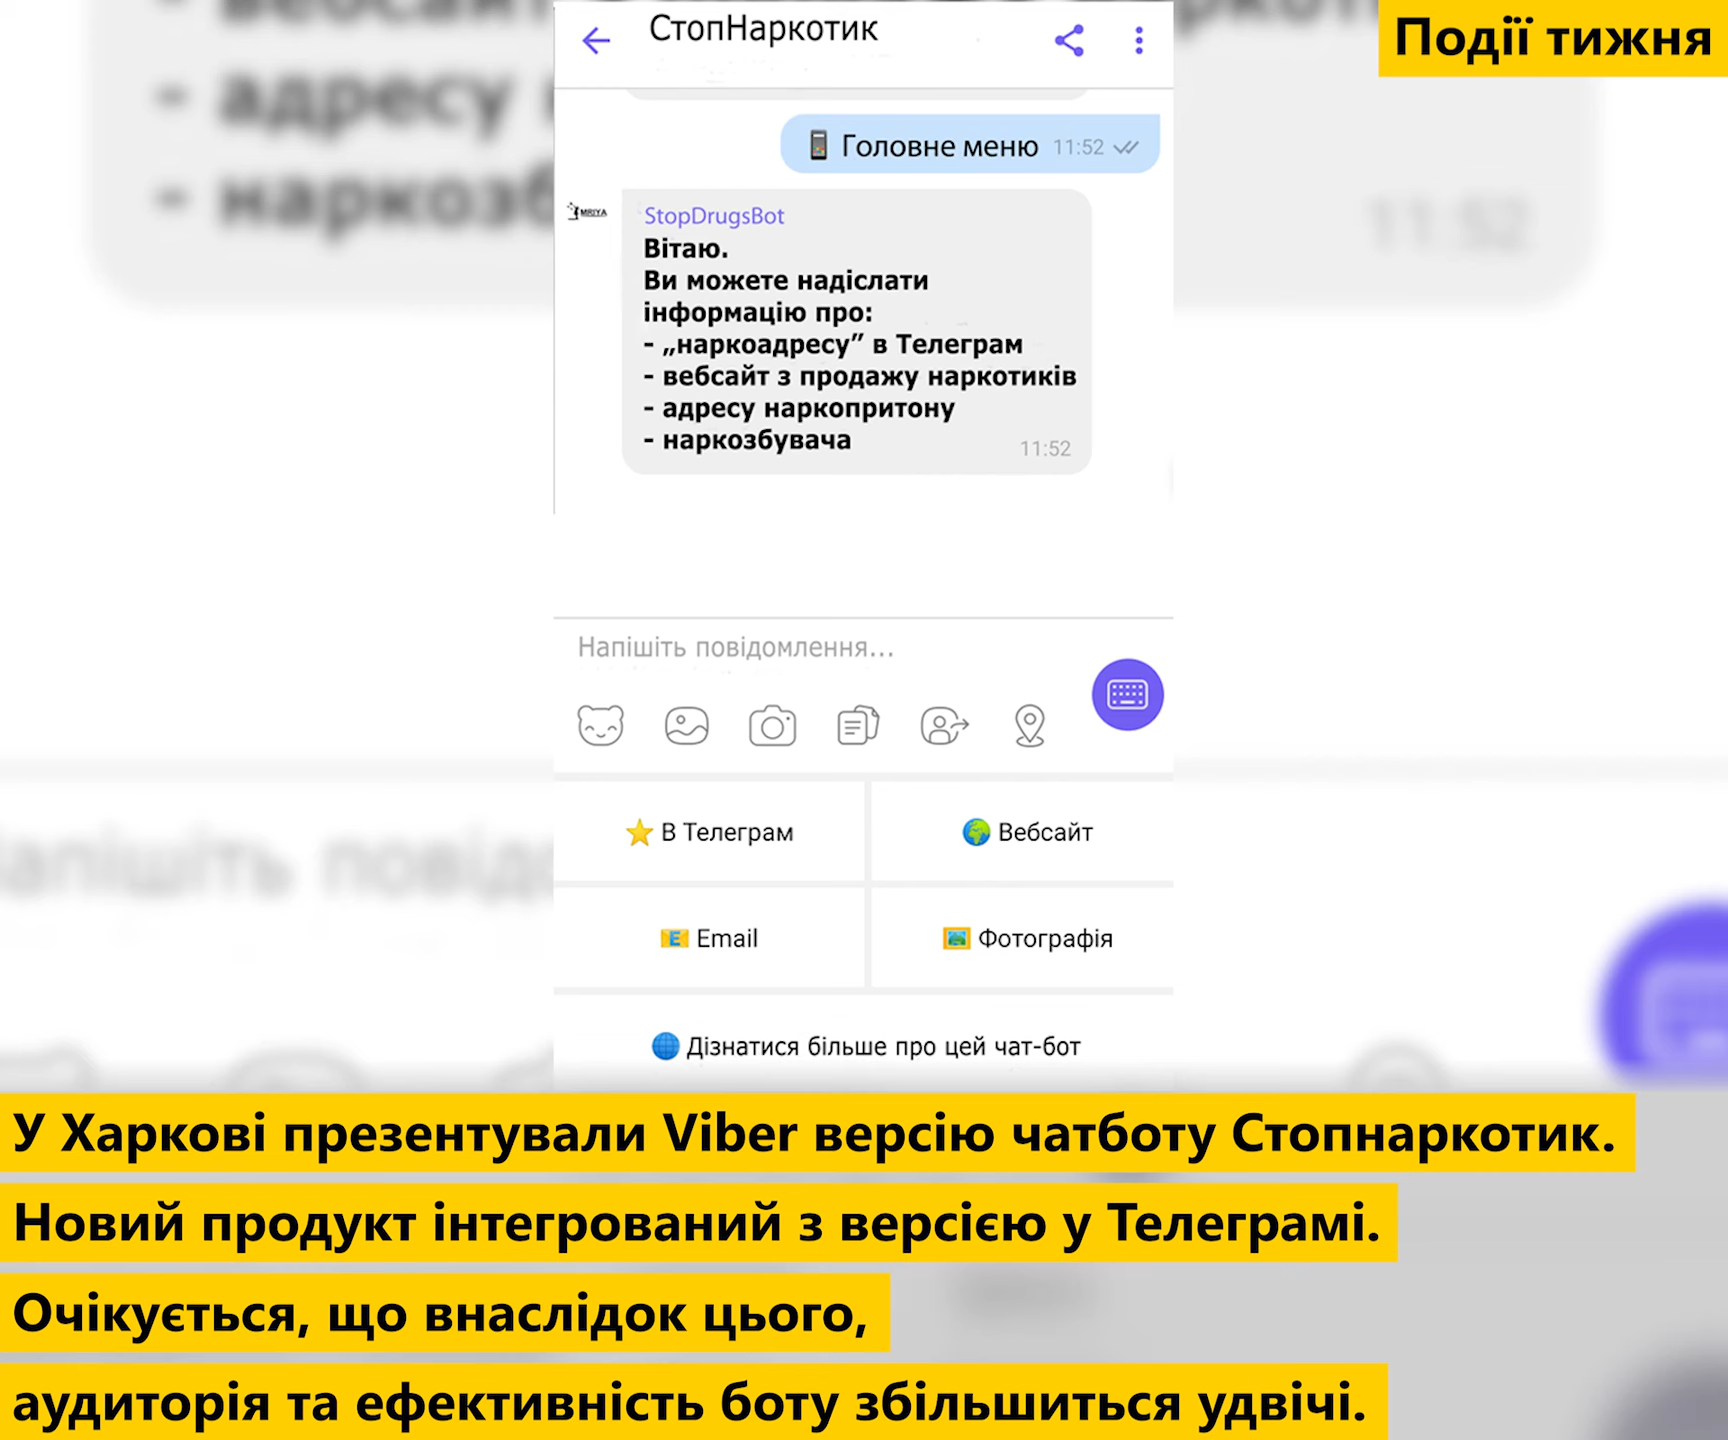 СтопНаркотик
Події тижня
Головне меню 11:52
MRIYA
StopDrugsBot
Вітаю.
Ви можете надіслати
інформацію про:
- „наркоадресу” в Телеграм
- вебсайт з продажу наркотиків
- адресу наркопритону
- наркозбувача
11:52
Напішіть повідомлення...
В Телеграм
Вебсайт
Email
Фотографія
Дізнатися більше про цей чат-бот
У Харкові презентували Viber версію чатботу Стопнаркотик.
Новий продукт інтегрований з версією у Телеграмі.
Очікується, що внаслідок цього,
аудиторія та ефективність боту збільшиться удвічі.